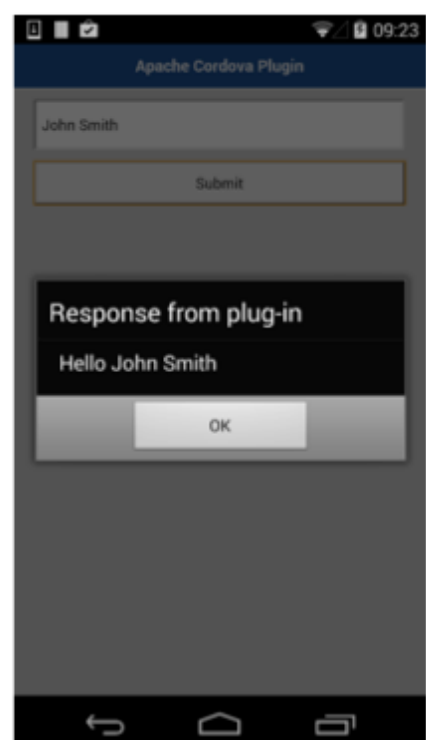 09:23
Apache Cordova Plugin
John Smith
Submit
Response from plug-in
Hello John Smith
OK